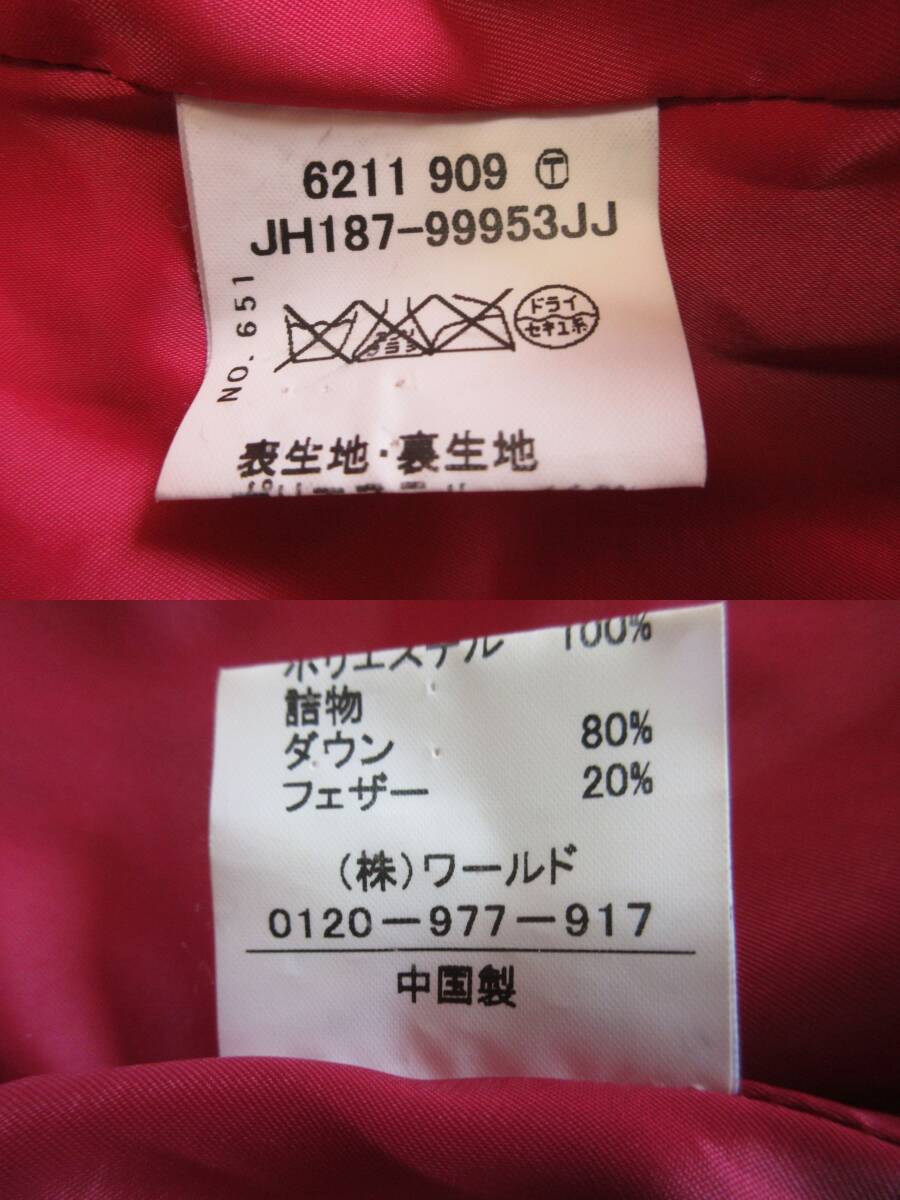 6211 909 Ⓣ
JH187-99953JJ
NO. 651
ドライ
セキユ系
表生地・裏生地
ポリエステル 100%
詰物
ダウン 80%
フェザー 20%
(株)ワールド
0120-977-917
中国製